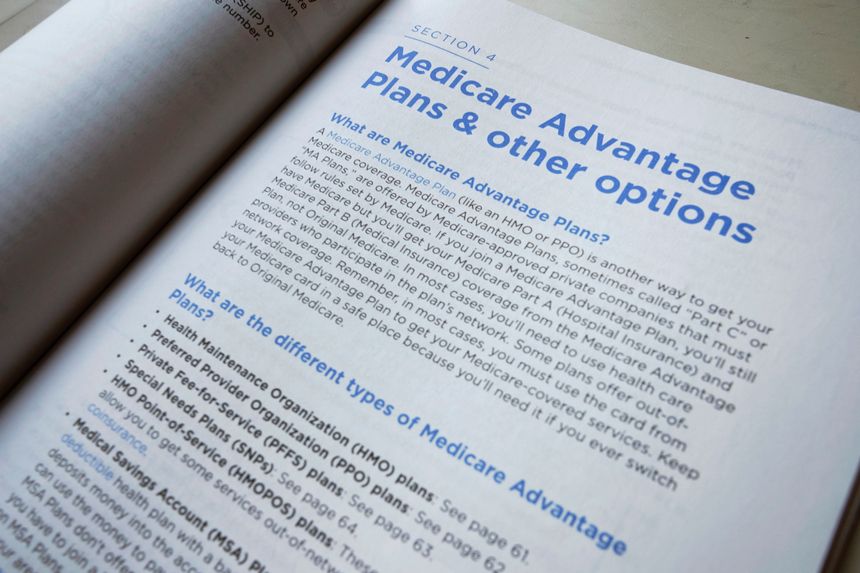 (SHIP) to
e number.
SECTION 4
Medicare Advantage
Plans & other options
What are Medicare Advantage Plans?
A Medicare Advantage Plan (like an HMO or PPO) is another way to get your
Medicare coverage. Medicare Advantage Plans, sometimes called “Part C” or
“MA Plans,” are offered by Medicare-approved private companies that must
follow rules set by Medicare. If you join a Medicare Advantage Plan, you’ll still
have Medicare but you’ll get your Medicare Part A (Hospital Insurance) and
Medicare Part B (Medical Insurance) coverage from the Medicare Advantage
Plan, not Original Medicare. In most cases, you’ll need to use health care
providers who participate in the plan’s network. Some plans offer out-of-
network coverage. Remember, in most cases, you must use the card from
your Medicare Advantage Plan to get your Medicare-covered services. Keep
your Medicare card in a safe place because you’ll need it if you ever switch
back to Original Medicare.
What are the different types of Medicare Advantage
Plans?
• Health Maintenance Organization (HMO) plans: See page 61.
• Preferred Provider Organization (PPO) plans: See page 62.
• Private Fee-for-Service (PFFS) plans: See page 63.
• Special Needs Plans (SNPs): See page 64.
• HMO Point-of-Service (HMOPOS) plans: These
allow you to get some services out-of-netw
coinsurance.
• Medical Savings Account (MSA) Pl
deductible health plan with a ba
deposits money into the acco
can use the money to pa
MSA Plans don’t offe
you have to join a
n MSA Plans,
our area